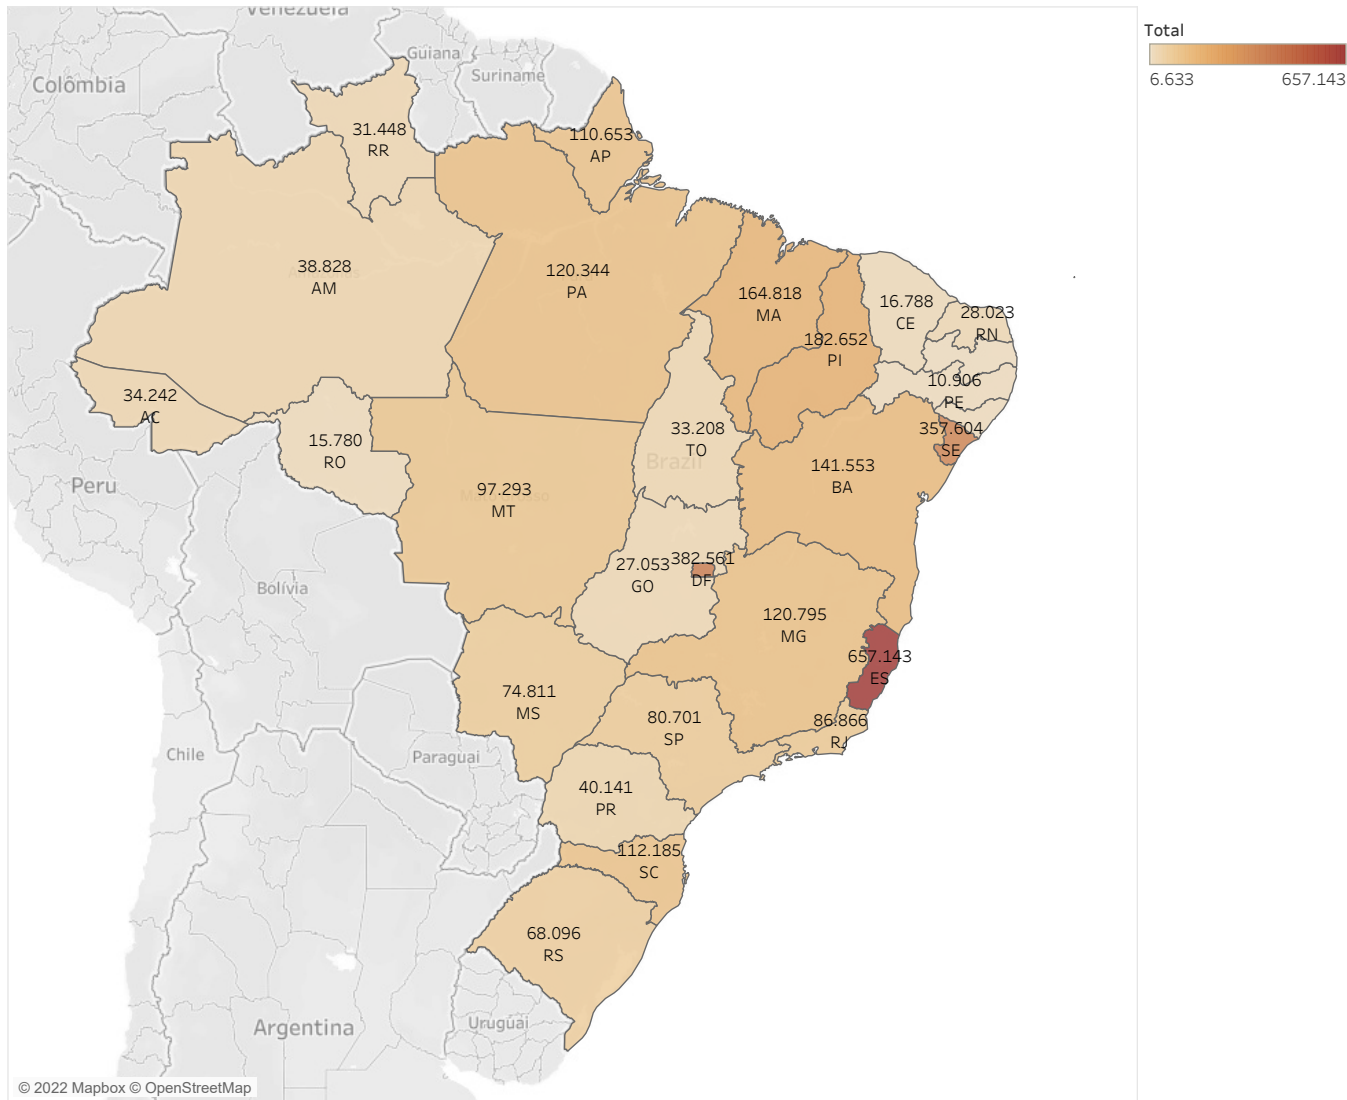 Venezuela
Total
6.633
657.143
Colômbia
Guiana
Suriname
31.448
RR
110.653
AP
38.828
AM
120.344
PA
164.818
MA
182.652
PI
16.788
CE
28.023
RN
10.906
PE
357.604
SE
34.242
AC
15.780
RO
33.208
TO
Brazil
141.553
BA
Peru
97.293
MT
27.053
GO
382.561
DF
Bolívia
120.795
MG
657.143
ES
74.811
MS
80.701
SP
86.866
RJ
Chile
Paraguai
40.141
PR
112.185
SC
68.096
RS
Argentina
Uruguai
© 2022 Mapbox © OpenStreetMap